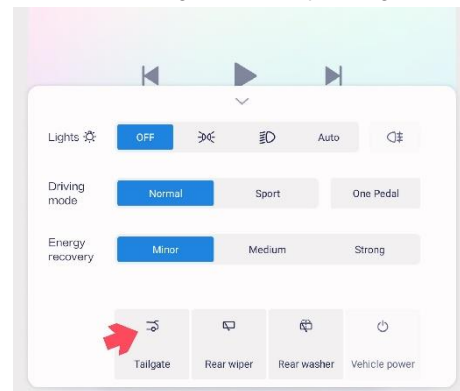 Lights
OFF
Auto
Driving
mode
Normal
Sport
One Pedal
Energy
recovery
Minor
Medium
Strong
Tailgate
Rear wiper
Rear washer
Vehicle power